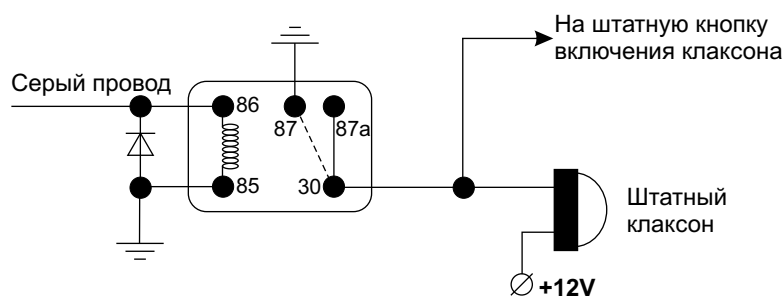 На штатную кнопку
включения клаксона
Серый провод
86
87
87a
85
30
Штатный
клаксон
+12V